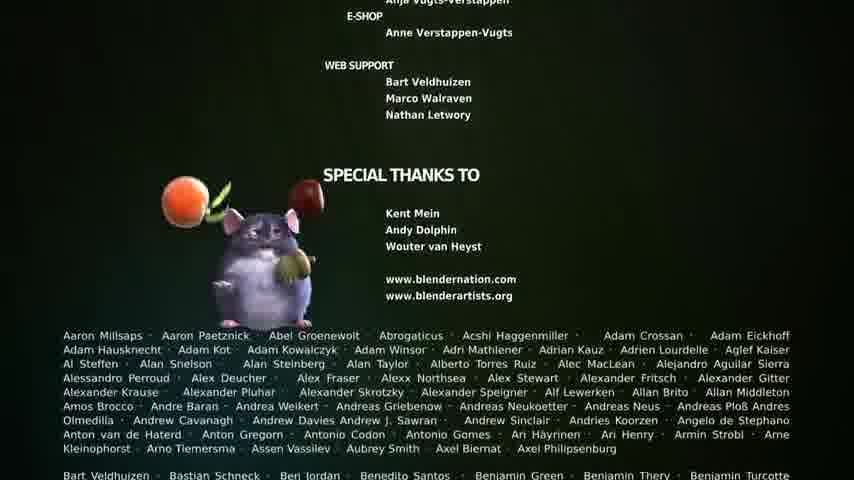 Anja Vugts-Verstappen
E-SHOP
Anne Verstappen-Vugts
WEB SUPPORT
Bart Veldhuizen
Marco Walraven
Nathan Letwory
SPECIAL THANKS TO
Kent Mein
Andy Dolphin
Wouter van Heyst
www.blendernation.com
www.blenderartists.org
Aaron Millsaps · Aaron Paetznick · Abel Groenewolt · Abrogaticus · Acshi Haggenmiller · Adam Crossan · Adam Eickhoff
Adam Hausknecht · Adam Kot · Adam Kowalczyk · Adam Winsor · Adri Mathlener · Adrian Kauz · Adrien Lourdelle · Aglef Kaiser
Al Steffen · Alan Snelson · Alan Steinberg · Alan Taylor · Alberto Torres Ruiz · Alec MacLean · Alejandro Aguilar Sierra
Alessandro Perroud · Alex Deucher · Alex Fraser · Alexx Northsea · Alex Stewart · Alexander Fritsch · Alexander Gitter
Alexander Krause · Alexander Pluhar · Alexander Skrotzky · Alexander Speigner · Alf Lewerken · Allan Brito · Allan Middleton
Amos Brocco · Andre Baran · Andrea Weikert · Andreas Griebenow · Andreas Neukoetter · Andreas Neus · Andreas Ploß Andres
Olmedilla · Andrew Cavanagh · Andrew Davies Andrew J. Sawran · Andrew Sinclair · Andries Koorzen · Angelo de Stephano
Anton van de Haterd · Anton Gregorn · Antonio Codon · Antonio Gomes · Ari Häyrinen · Ari Henry · Armin Strobl · Arne
Kleinophorst · Arno Tiemersma · Assen Vassilev · Aubrey Smith · Axel Biernat · Axel Philipsenburg
Bart Veldhuizen · Bastian Schneck · Ben Jordan · Benedito Santos · Benjamin Green · Benjamin Thery · Benjamin Turcotte